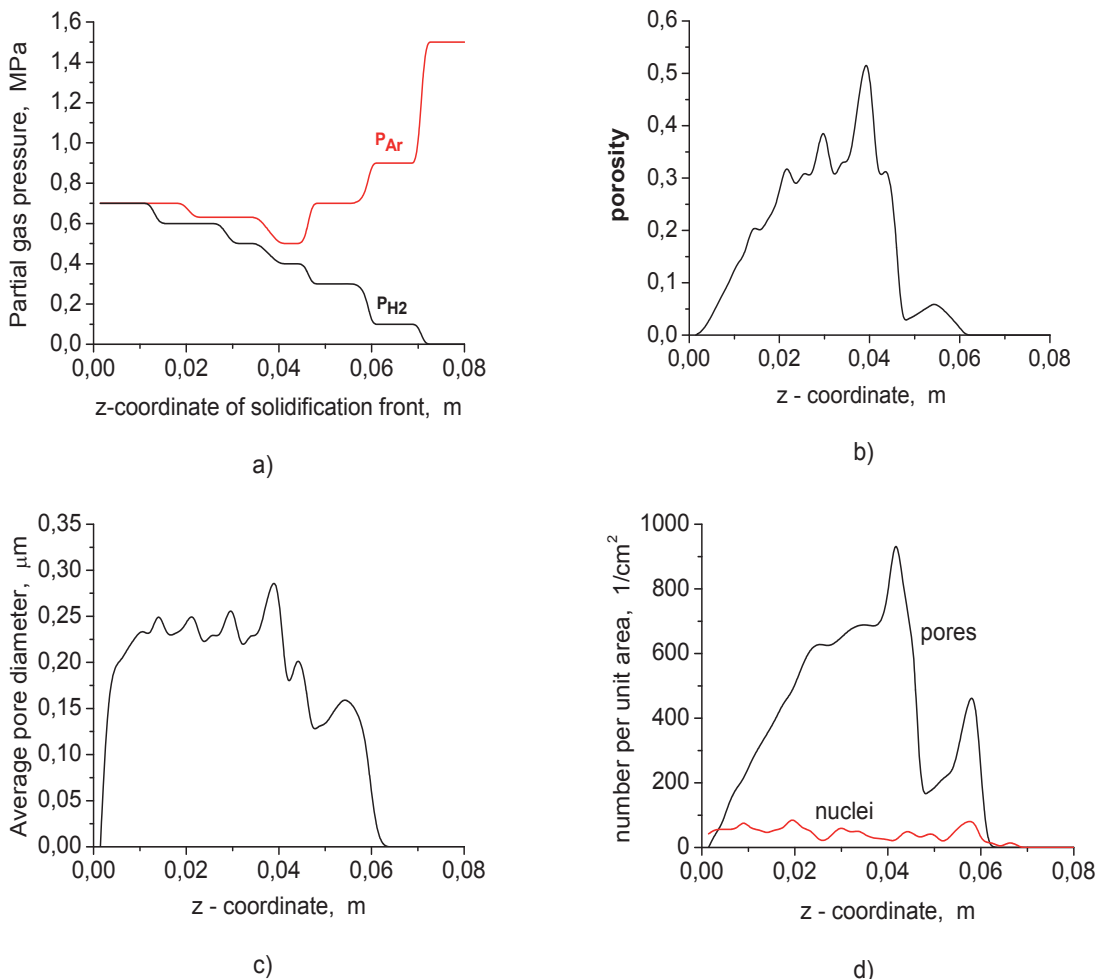 Partial gas pressure, MPa
1,6
1,4
1,2
1,0
0,8
0,6
0,4
0,2
0,0
P_Ar
P_H2
0,00 0,02 0,04 0,06 0,08
z-coordinate of solidification front, m
a)
porosity
0,6
0,5
0,4
0,3
0,2
0,1
0,0
0,00 0,02 0,04 0,06 0,08
z - coordinate, m
b)
Average pore diameter, μm
0,35
0,30
0,25
0,20
0,15
0,10
0,05
0,00
0,00 0,02 0,04 0,06 0,08
z - coordinate, m
c)
number per unit area, 1/cm²
1000
800
600
400
200
0
pores
nuclei
0,00 0,02 0,04 0,06 0,08
z - coordinate, m
d)